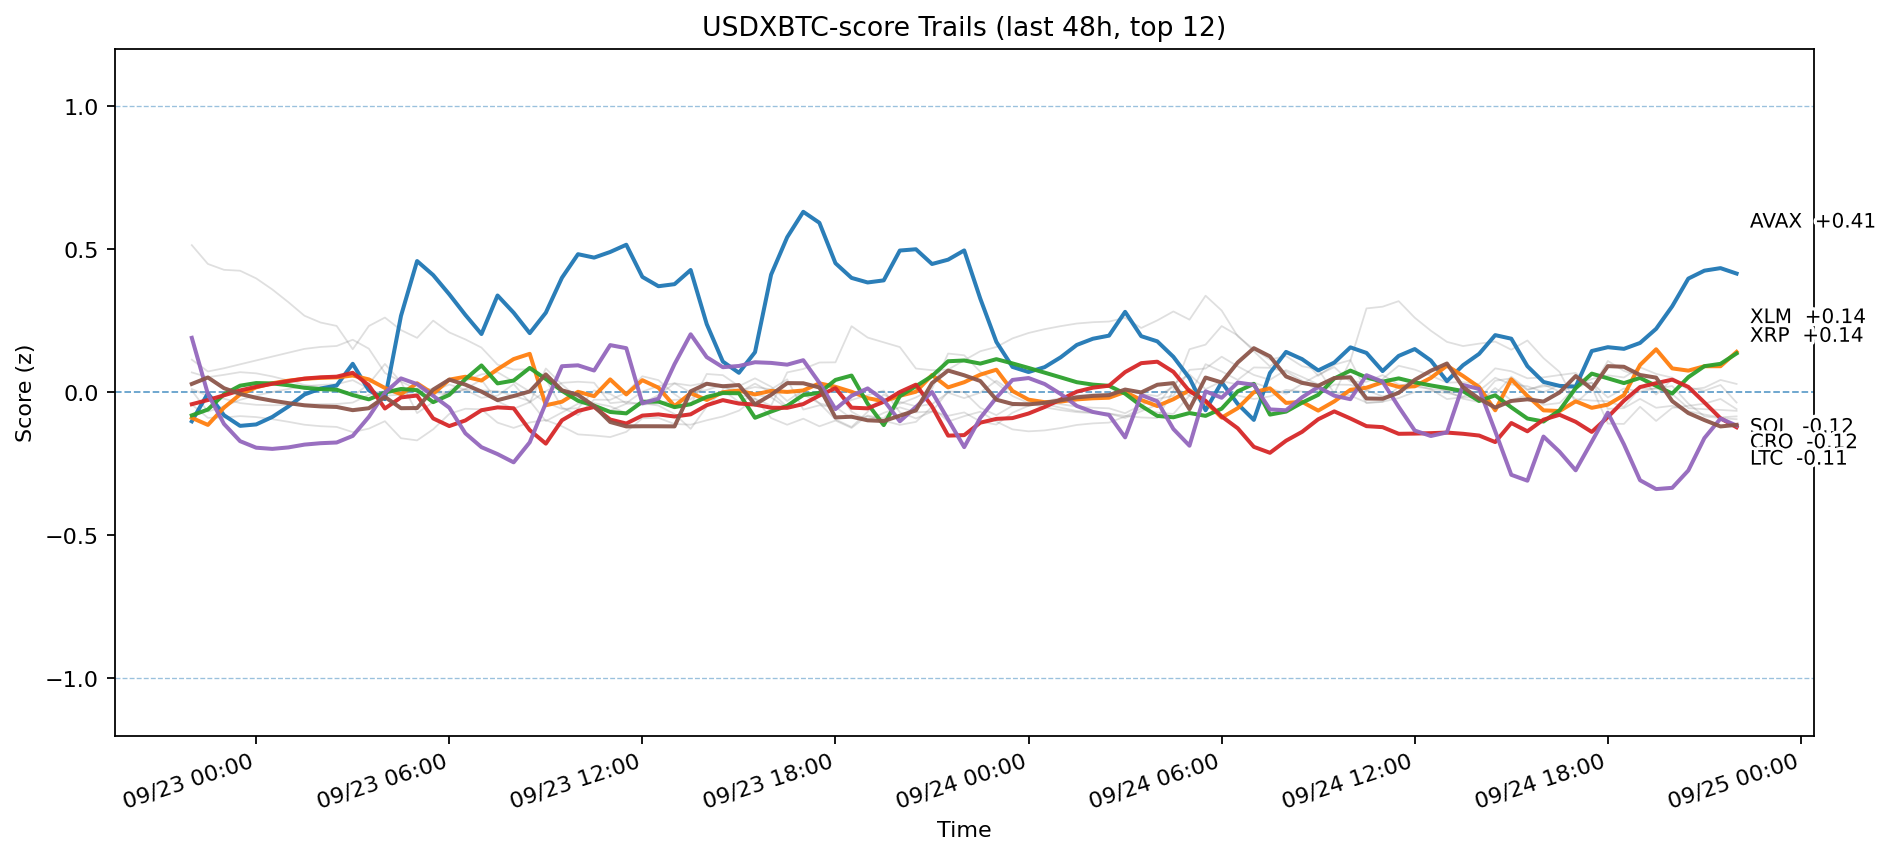 USDXBTC-score Trails (last 48h, top 12)
1.0
0.5
0.0
−0.5
−1.0
Score (z)
AVAX +0.41
XLM +0.14
XRP +0.14
SOL -0.12
CRO -0.12
LTC -0.11
09/23 00:00
09/23 06:00
09/23 12:00
09/23 18:00
09/24 00:00
09/24 06:00
09/24 12:00
09/24 18:00
09/25 00:00
Time